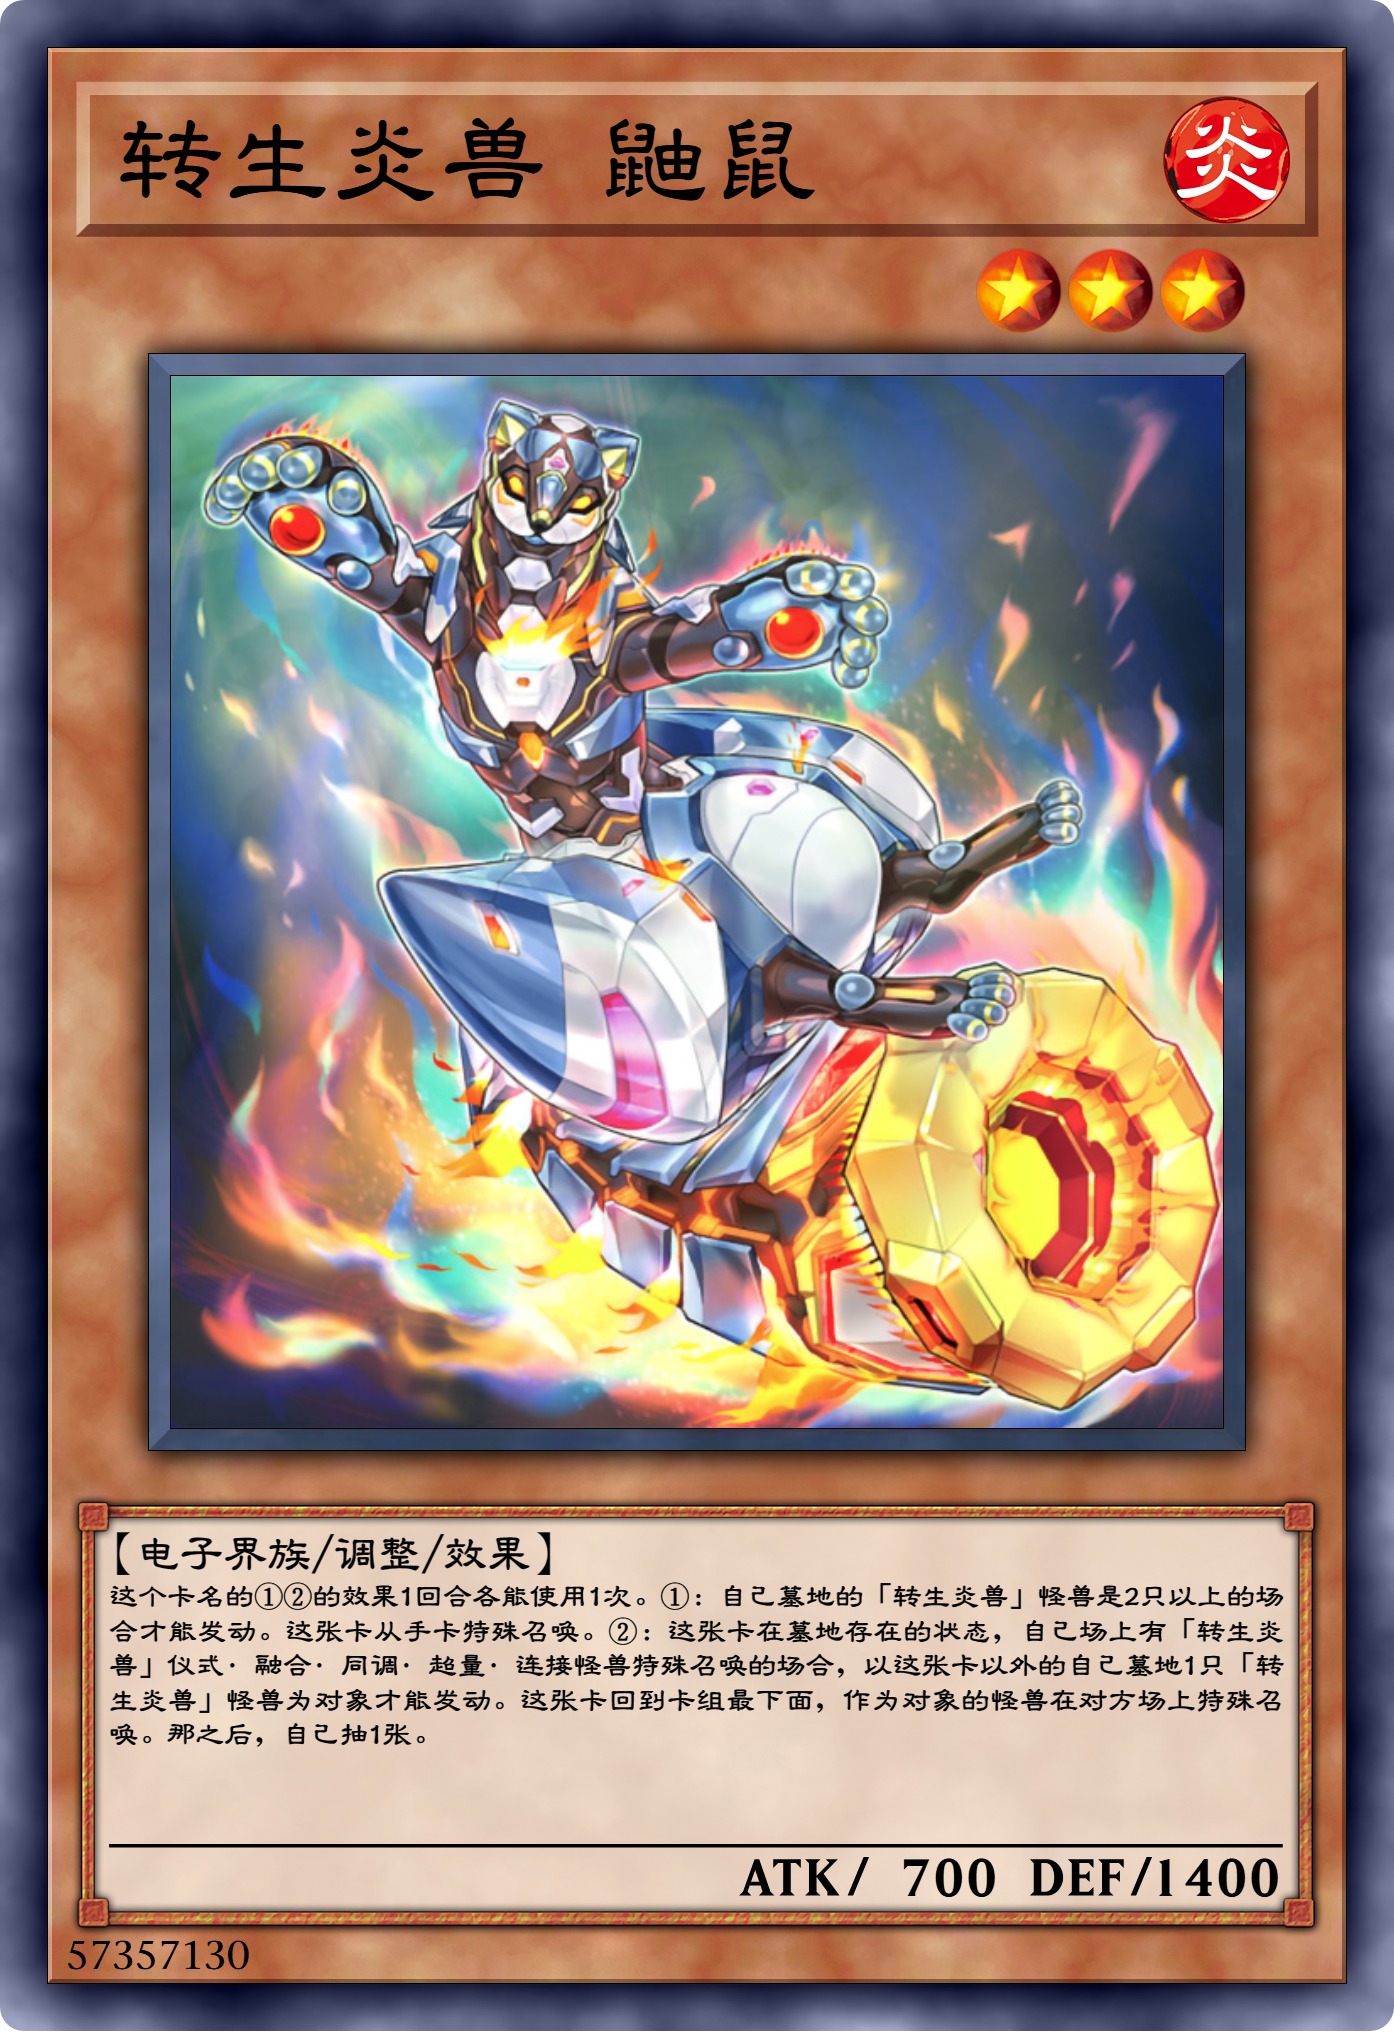 转生炎兽 鼬鼠
炎
【电子界族/调整/效果】
这个卡名的①②的效果1回合各能使用1次。①：自己墓地的「转生炎兽」怪兽是2只以上的场
合才能发动。这张卡从手卡特殊召唤。②：这张卡在墓地存在的状态，自己场上有「转生炎
兽」仪式·融合·同调·超量·连接怪兽特殊召唤的场合，以这张卡以外的自己墓地1只「转
生炎兽」怪兽为对象才能发动。这张卡回到卡组最下面，作为对象的怪兽在对方场上特殊召
唤。那之后，自己抽1张。
ATK/ 700 DEF/1400
57357130